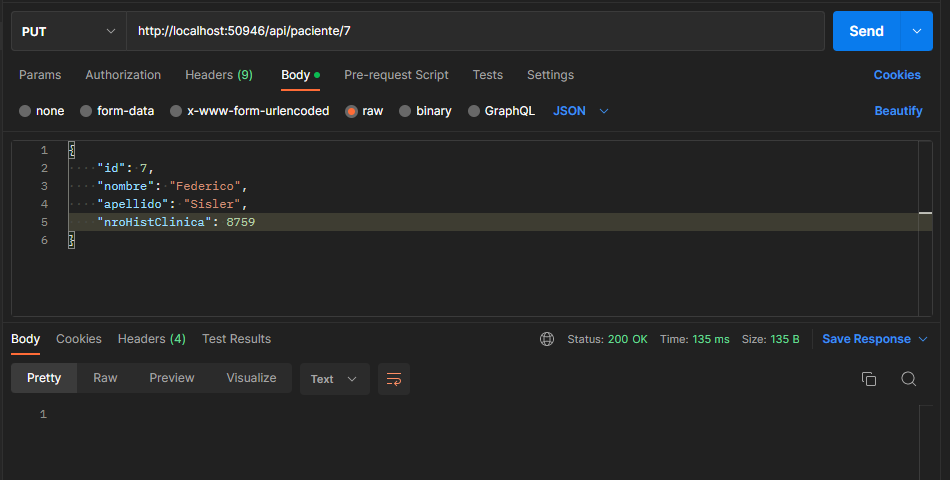 PUT http://localhost:50946/api/paciente/7 Send
Params Authorization Headers (9) Body Pre-request Script Tests Settings Cookies
none form-data x-www-form-urlencoded raw binary GraphQL JSON Beautify
1 {
2 "id": 7,
3 "nombre": "Federico",
4 "apellido": "Sisler",
5 "nroHistClinica": 8759
6 }
Body Cookies Headers (4) Test Results Status: 200 OK Time: 135 ms Size: 135 B Save Response
Pretty Raw Preview Visualize Text
1